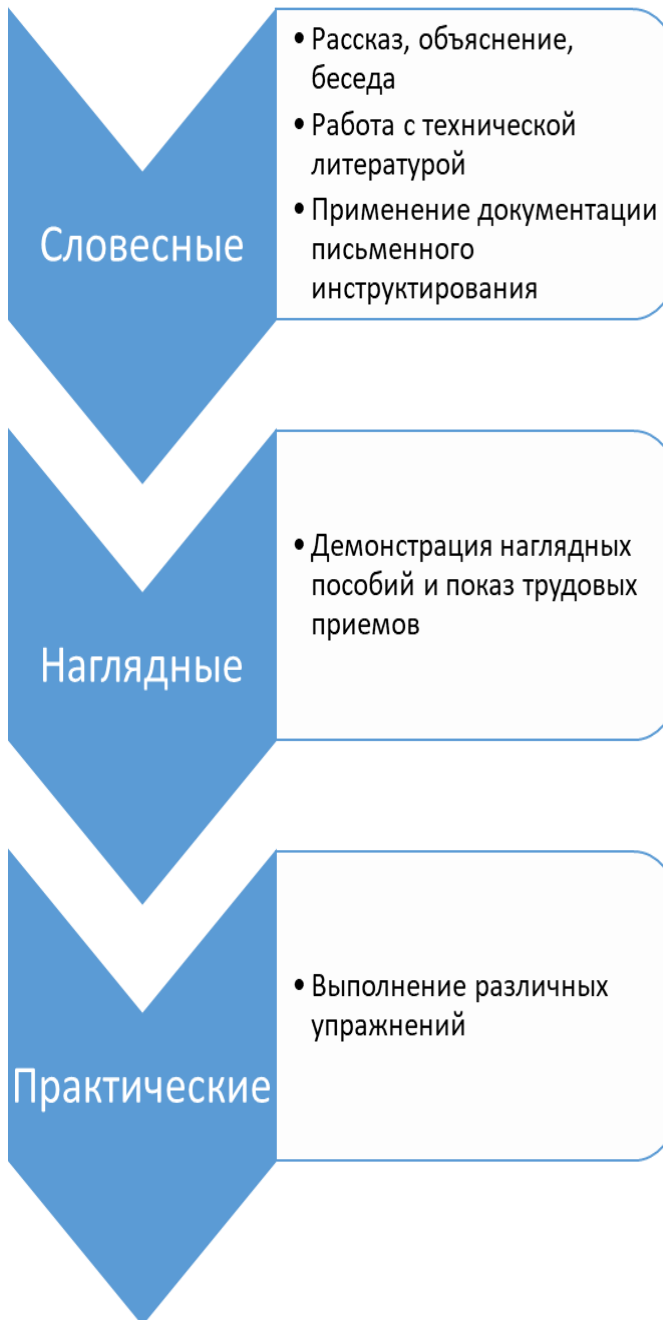 Словесные
• Рассказ, объяснение,
беседа
• Работа с технической
литературой
• Применение документации
письменного
инструктирования
Наглядные
• Демонстрация наглядных
пособий и показ трудовых
приемов
Практические
• Выполнение различных
упражнений